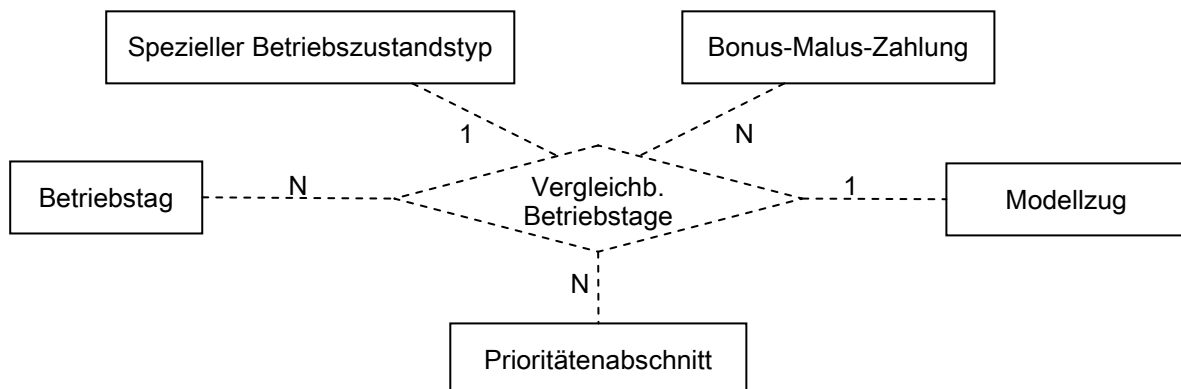 Spezieller Betriebszustandstyp
Bonus-Malus-Zahlung
1
N
Betriebstag
N
Vergleichb.
Betriebstage
1
Modellzug
N
Prioritätenabschnitt